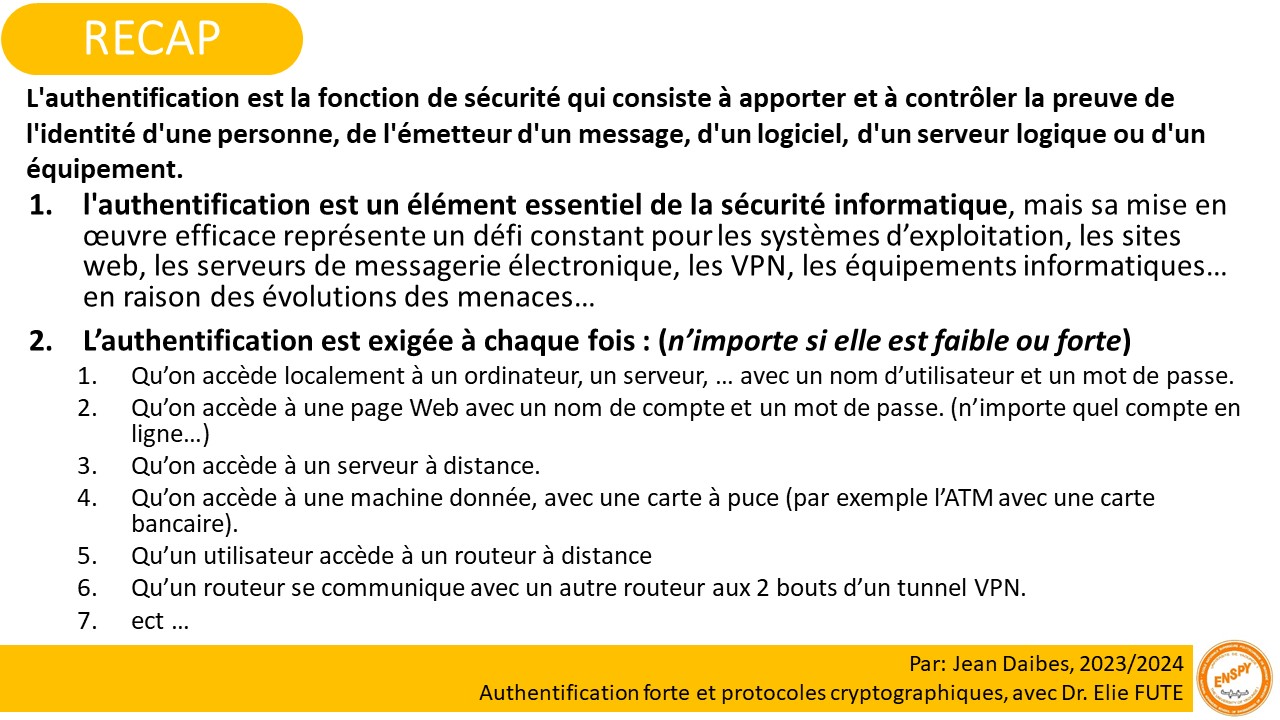 RECAP
L'authentification est la fonction de sécurité qui consiste à apporter et à contrôler la preuve de
l'identité d'une personne, de l'émetteur d'un message, d'un logiciel, d'un serveur logique ou d'un
équipement.
1. l'authentification est un élément essentiel de la sécurité informatique, mais sa mise en
œuvre efficace représente un défi constant pour les systèmes d’exploitation, les sites
web, les serveurs de messagerie électronique, les VPN, les équipements informatiques…
en raison des évolutions des menaces…
2. L’authentification est exigée à chaque fois : (n’importe si elle est faible ou forte)
1. Qu’on accède localement à un ordinateur, un serveur, … avec un nom d’utilisateur et un mot de passe.
2. Qu’on accède à une page Web avec un nom de compte et un mot de passe. (n’importe quel compte en
ligne…)
3. Qu’on accède à un serveur à distance.
4. Qu’on accède à une machine donnée, avec une carte à puce (par exemple l’ATM avec une carte
bancaire).
5. Qu’un utilisateur accède à un routeur à distance
6. Qu’un routeur se communique avec un autre routeur aux 2 bouts d’un tunnel VPN.
7. ect …
Par: Jean Daibes, 2023/2024
Authentification forte et protocoles cryptographiques, avec Dr. Elie FUTE
ENSPY